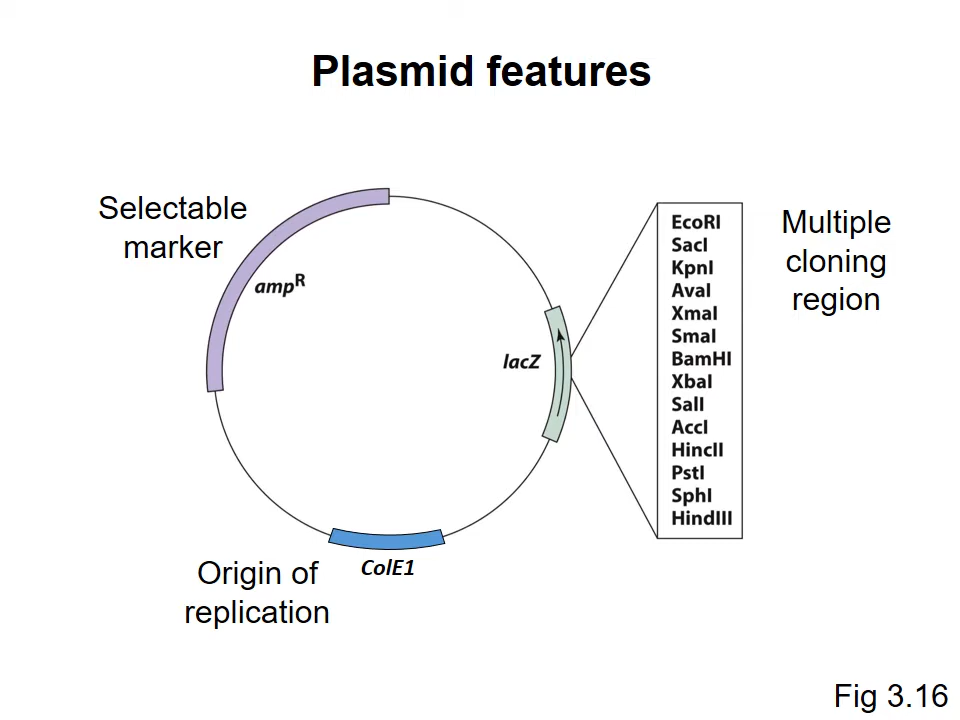 Plasmid features
Selectable
marker
amp^R
lacZ
EcoRI
SacI
KpnI
AvaI
XmaI
SmaI
BamHI
XbaI
SalI
AccI
HincII
PstI
SphI
HindIII
Multiple
cloning
region
ColE1
Origin of
replication
Fig 3.16